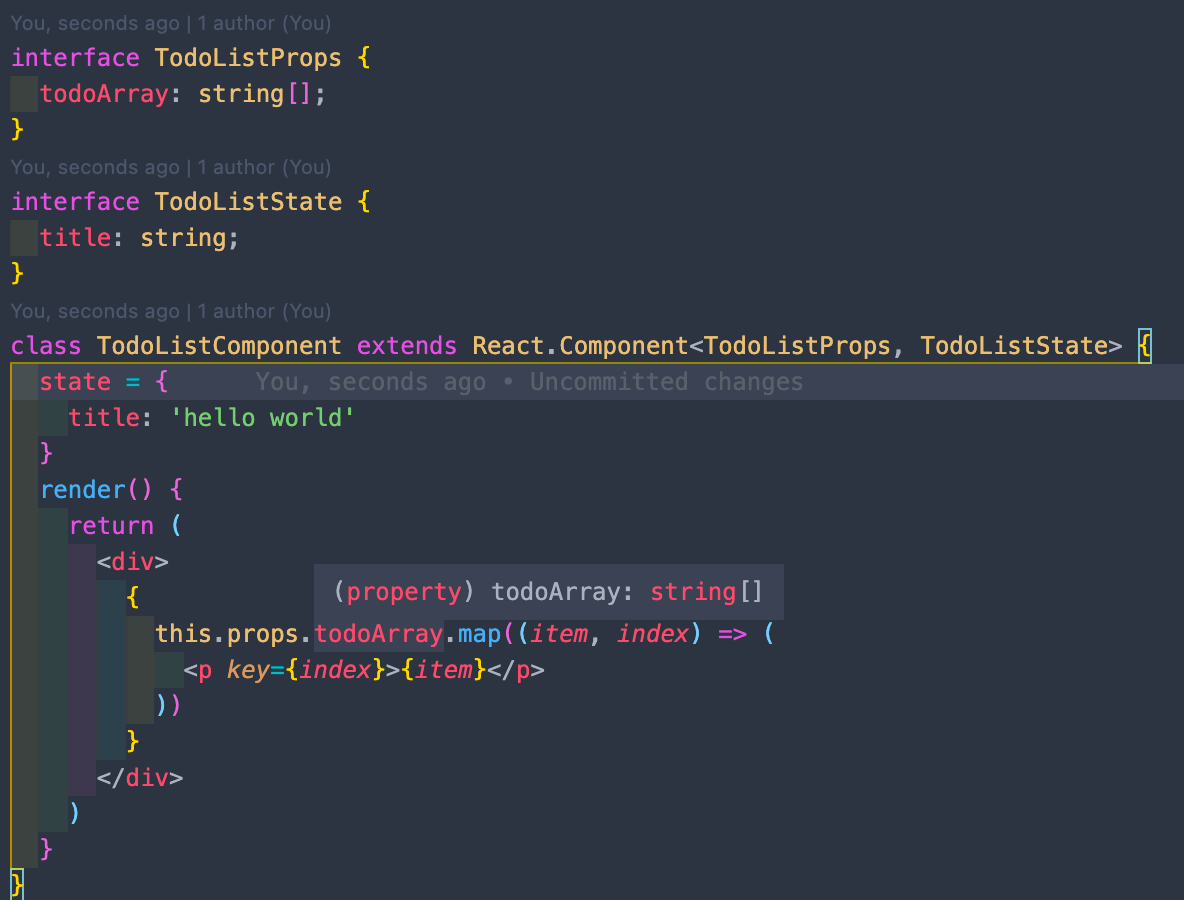 You, seconds ago | 1 author (You)
interface TodoListProps {
  todoArray: string[];
}
You, seconds ago | 1 author (You)
interface TodoListState {
  title: string;
}
You, seconds ago | 1 author (You)
class TodoListComponent extends React.Component<TodoListProps, TodoListState> {
  state = {      You, seconds ago • Uncommitted changes
    title: 'hello world'
  }
  render() {
    return (
      <div>
        {
(property) todoArray: string[]
          this.props.todoArray.map((item, index) => (
            <p key={index}>{item}</p>
          ))
        }
      </div>
    )
  }
}